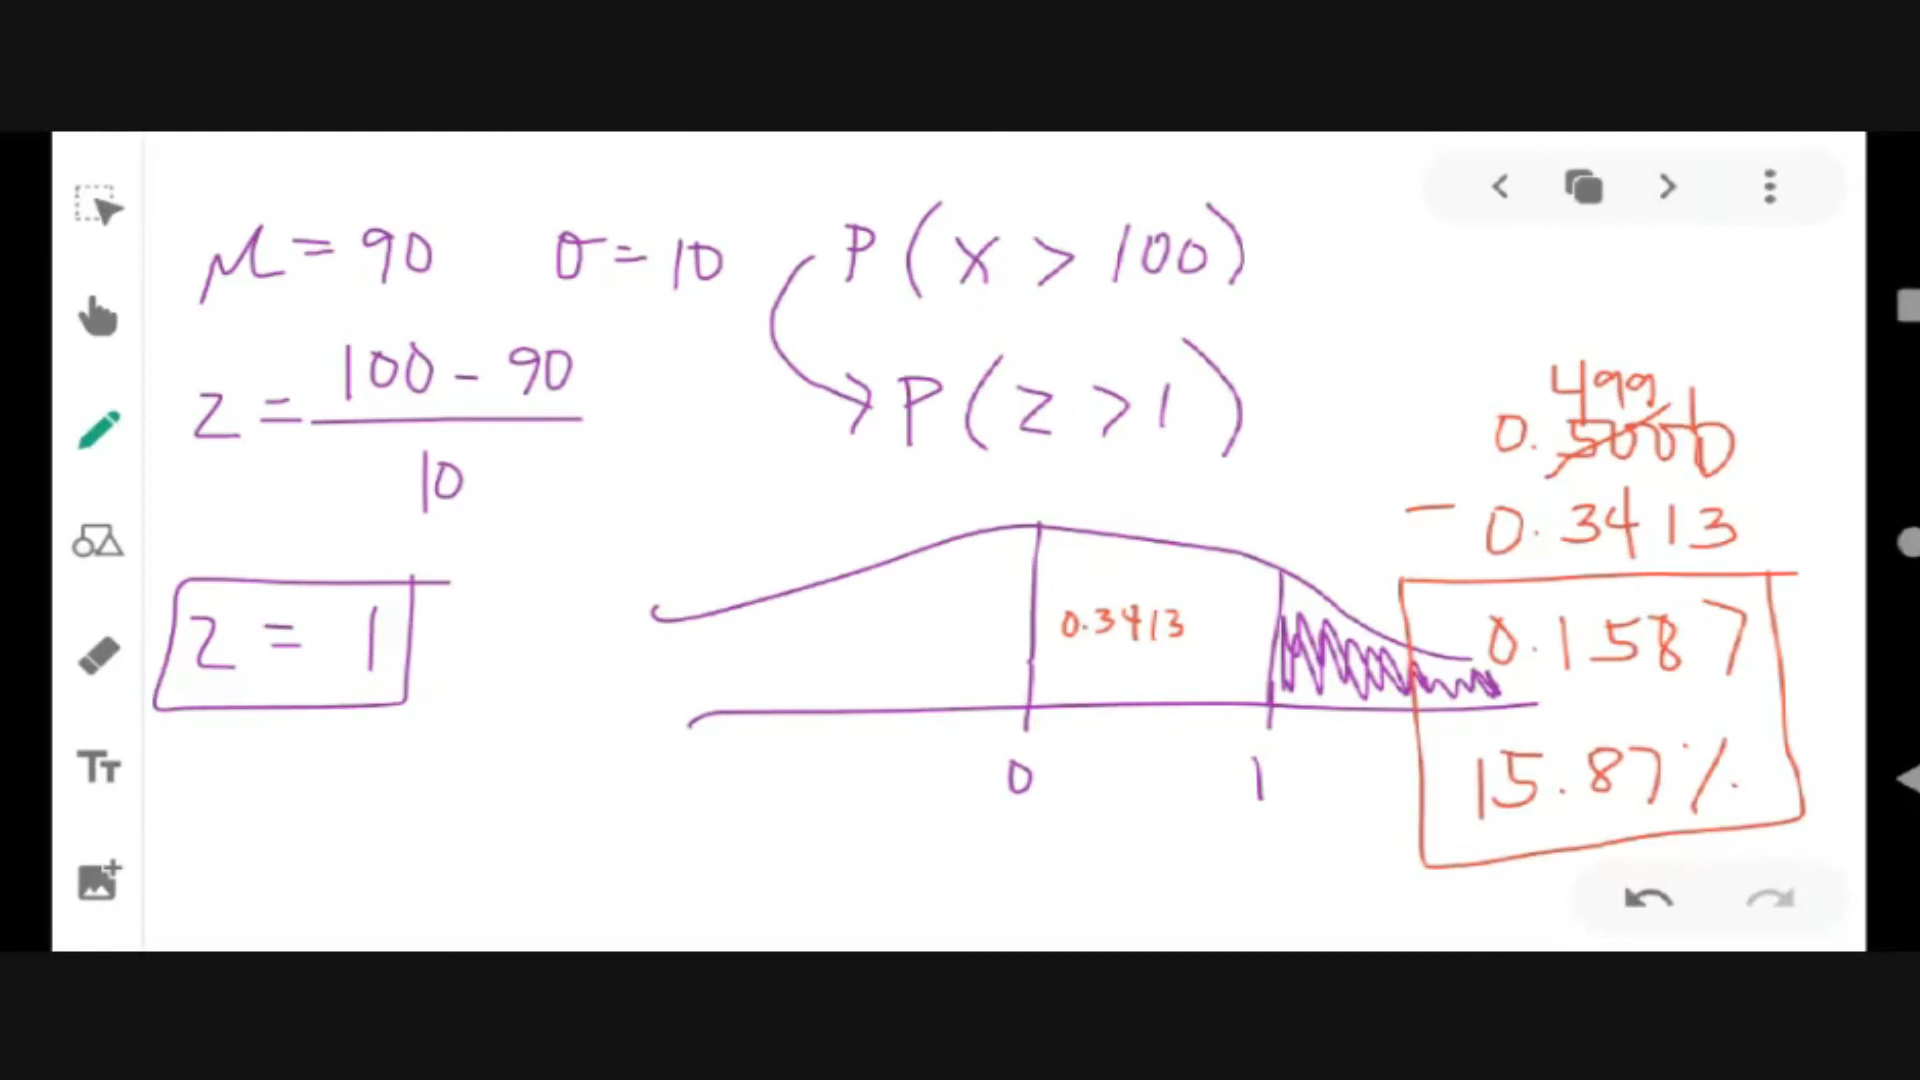 μ = 90 σ = 10 P(x > 100)
z = 100 - 90
10
P(z > 1)
z = 1
499
0.5000
- 0.3413
0.1587
15.87%
0.3413
0 1
TT